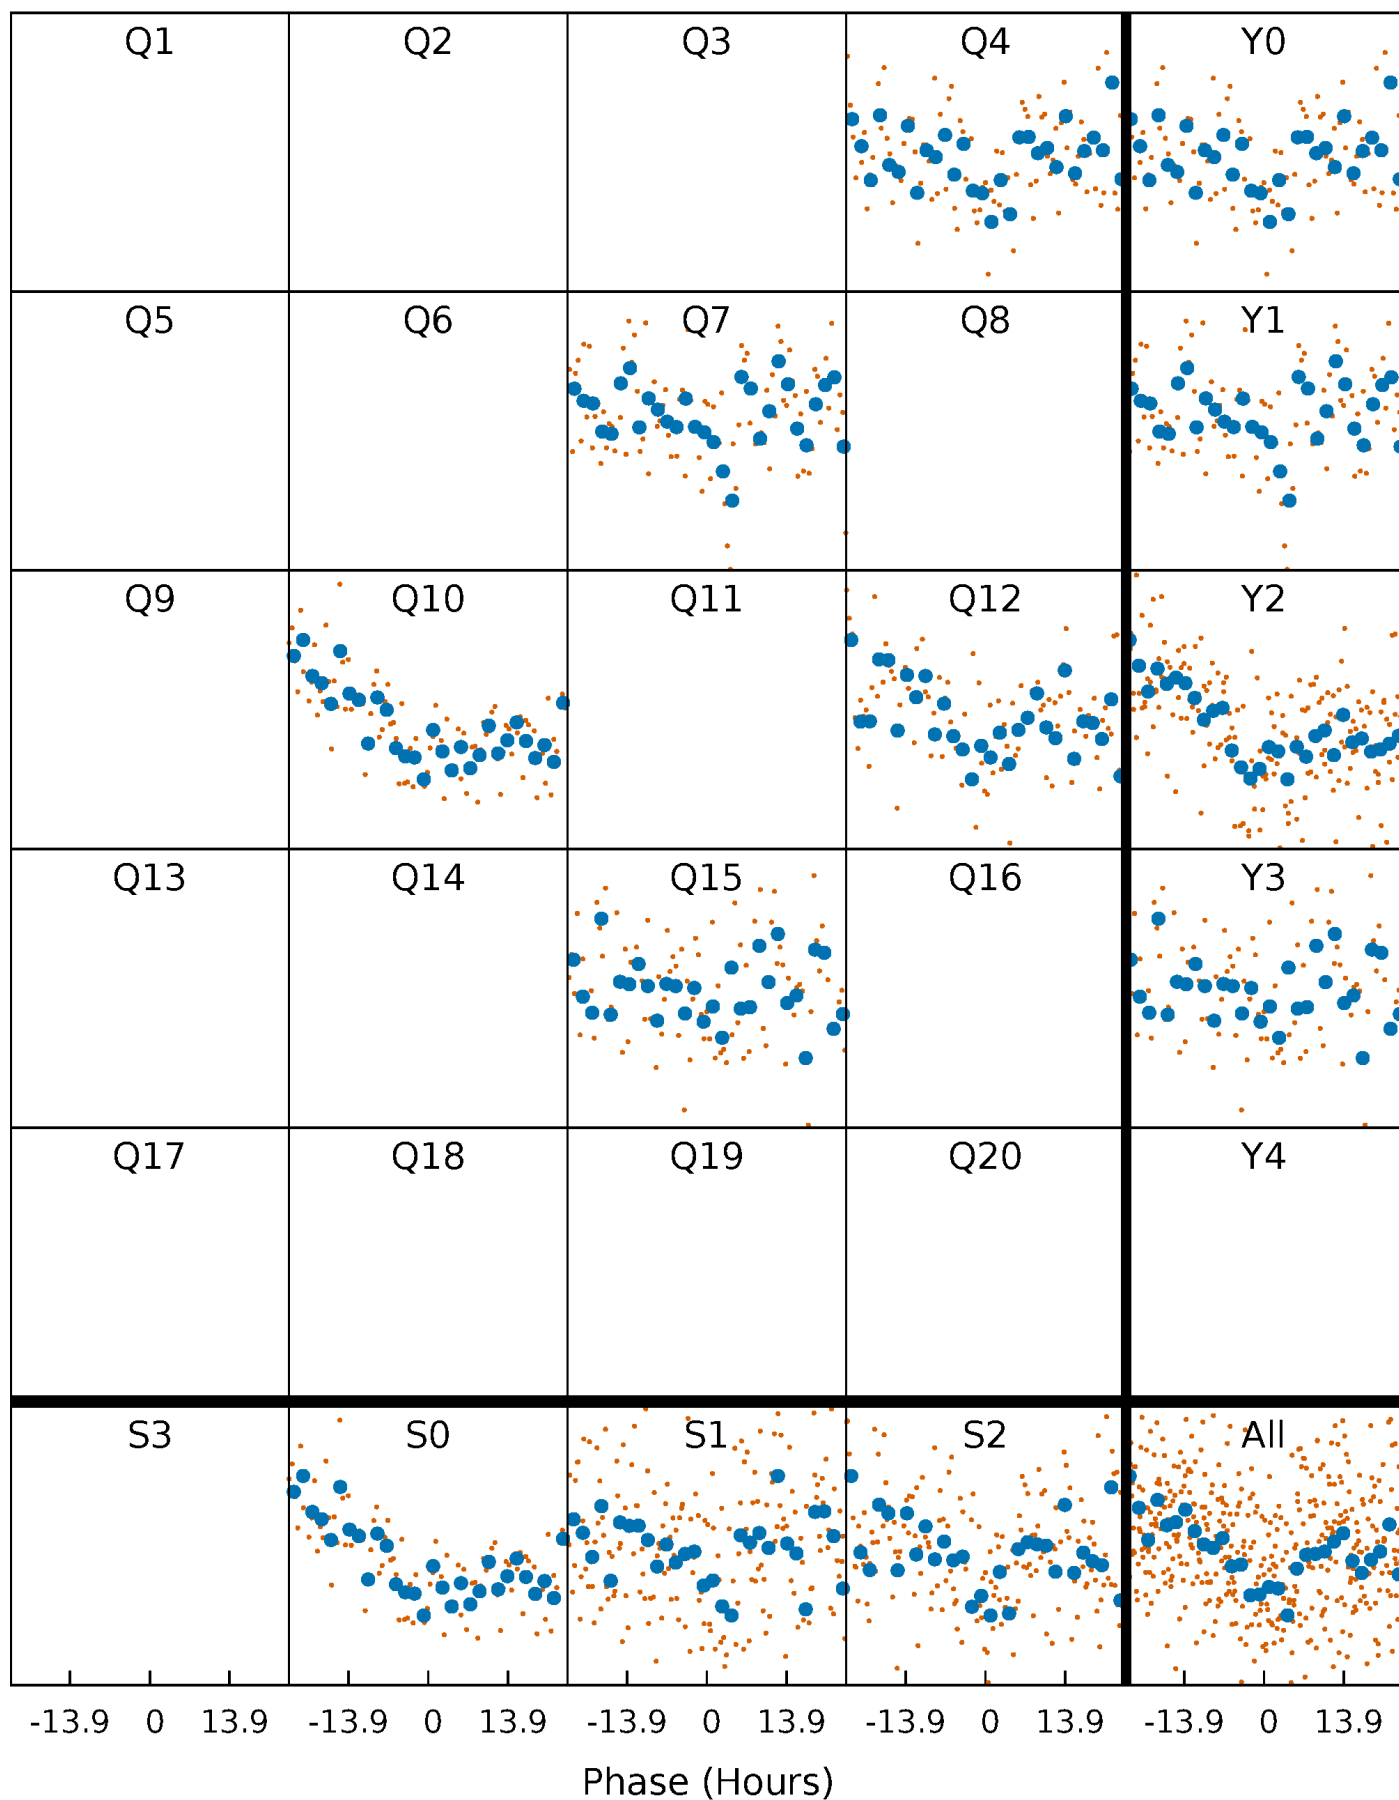 Q1 Q2 Q3 Q4 Y0
Q5 Q6 Q7 Q8 Y1
Q9 Q10 Q11 Q12 Y2
Q13 Q14 Q15 Q16 Y3
Q17 Q18 Q19 Q20 Y4
S3 S0 S1 S2 All
-13.9 0 13.9 -13.9 0 13.9 -13.9 0 13.9 -13.9 0 13.9 -13.9 0 13.9
Phase (Hours)